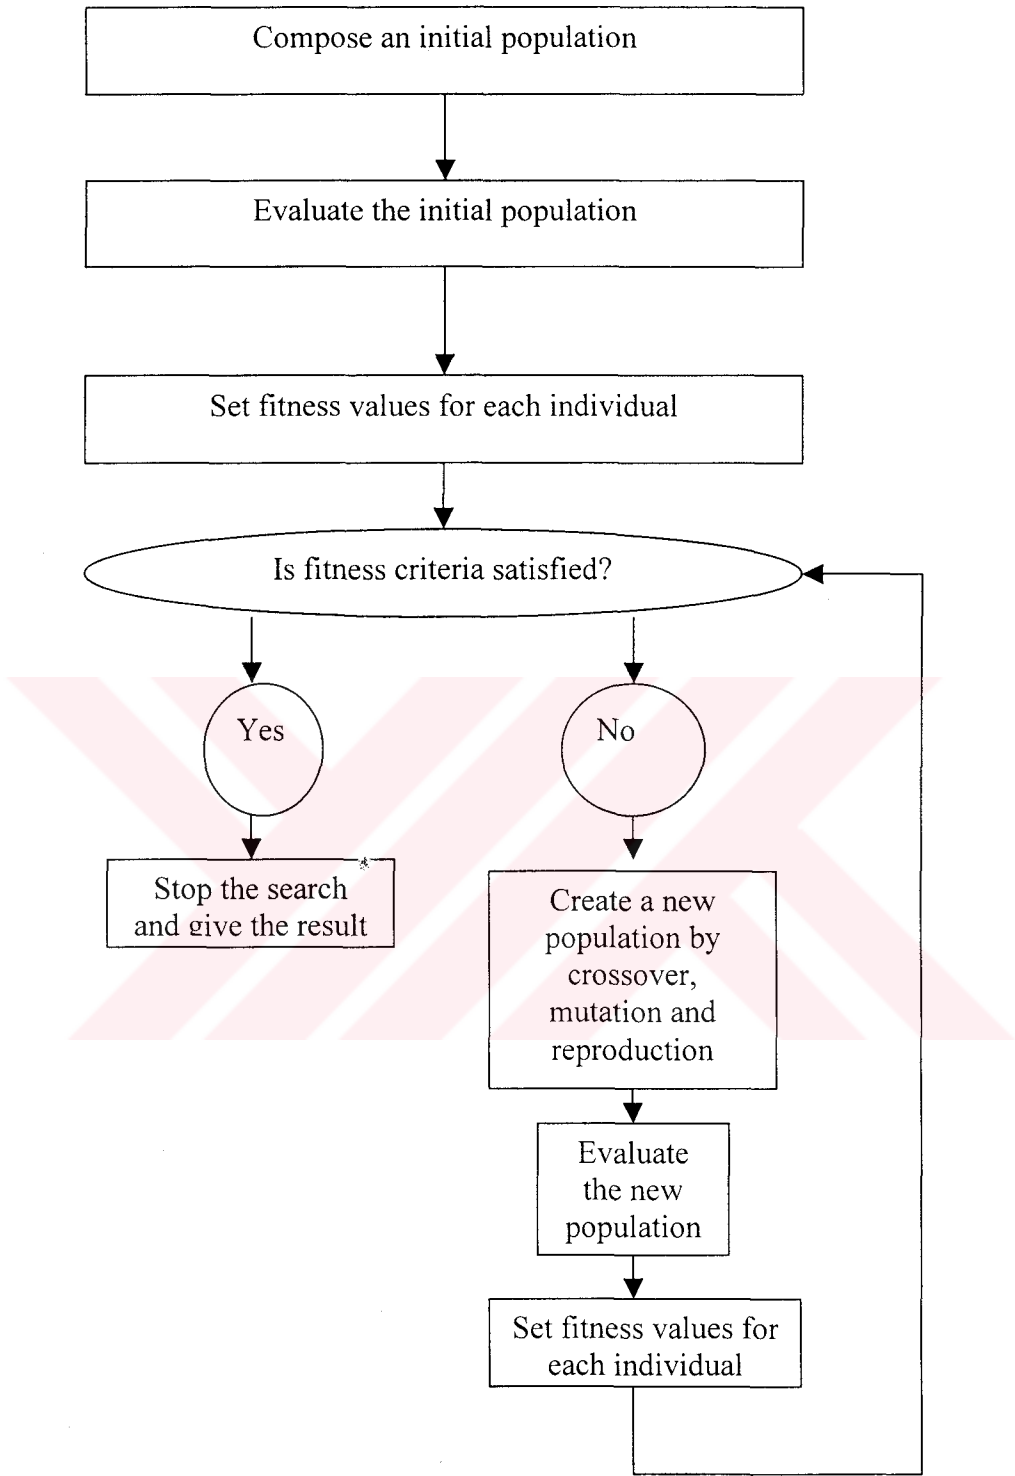 Compose an initial population
Evaluate the initial population
Set fitness values for each individual
Is fitness criteria satisfied?
Yes
No
Stop the search
and give the result
Create a new
population by
crossover,
mutation and
reproduction
Evaluate
the new
population
Set fitness values for
each individual